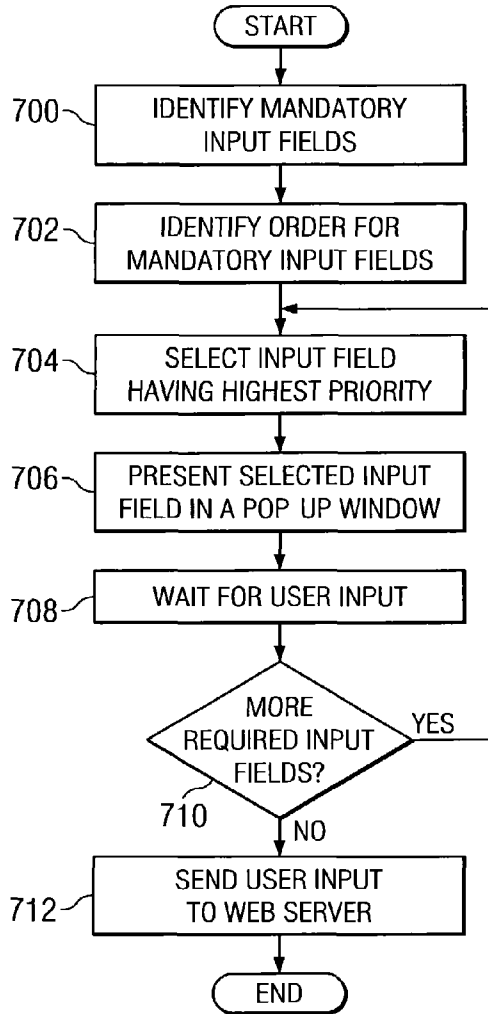 START
700
IDENTIFY MANDATORY
INPUT FIELDS
702
IDENTIFY ORDER FOR
MANDATORY INPUT FIELDS
704
SELECT INPUT FIELD
HAVING HIGHEST PRIORITY
706
PRESENT SELECTED INPUT
FIELD IN A POP UP WINDOW
708
WAIT FOR USER INPUT
MORE
REQUIRED INPUT
FIELDS?
YES
710
NO
712
SEND USER INPUT
TO WEB SERVER
END